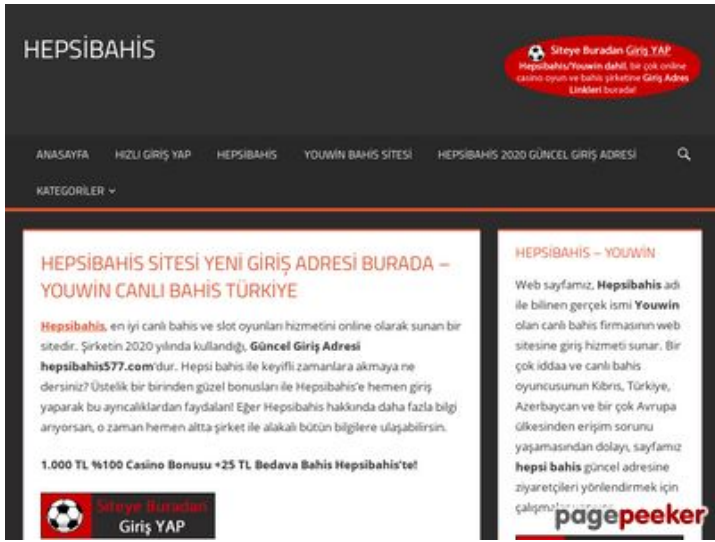 HEPSİBAHİS
Siteye Buradan Giriş YAP
Hepsibahis/Youwin dahil, bir çok online
casino oyun ve bahis şirketine Giriş Adres
Linkleri burada!
ANASAYFA HIZLI GİRİŞ YAP HEPSİBAHİS YOUWİN BAHİS SİTESİ HEPSİBAHİS 2020 GÜNCEL GİRİŞ ADRESİ
KATEGORİLER
HEPSİBAHİS SİTESİ YENİ GİRİŞ ADRESİ BURADA –
YOUWİN CANLI BAHİS TÜRKİYE
Hepsibahis, en iyi canlı bahis ve slot oyunları hizmetini online olarak sunan bir
sitedir. Şirketin 2020 yılında kullandığı, Güncel Giriş Adresi
hepsibahis577.com'dur. Hepsi bahis ile keyifli zamanlara akmaya ne
dersiniz? Üstelik bir birinden güzel bonusları ile Hepsibahis'e hemen giriş
yaparak bu ayrıcalıklardan faydalan! Eğer Hepsibahis hakkında daha fazla bilgi
arıyorsan, o zaman hemen altta şirket ile alakalı bütün bilgilere ulaşabilirsin.
1.000 TL %100 Casino Bonusu +25 TL Bedava Bahis Hepsibahis'te!
Siteye Buradan
Giriş YAP
HEPSİBAHİS – YOUWİN
Web sayfamız, Hepsibahis adı
ile bilinen gerçek ismi Youwin
olan canlı bahis firmasının web
sitesine giriş hizmeti sunar. Bir
çok iddaa ve canlı bahis
oyuncusunun Kıbrıs, Türkiye,
Azerbaycan ve bir çok Avrupa
ülkesinden erişim sorunu
yaşamasından dolayı, sayfamız
hepsi bahis güncel adresine
ziyaretçileri yönlendirmek için
pagepeeker